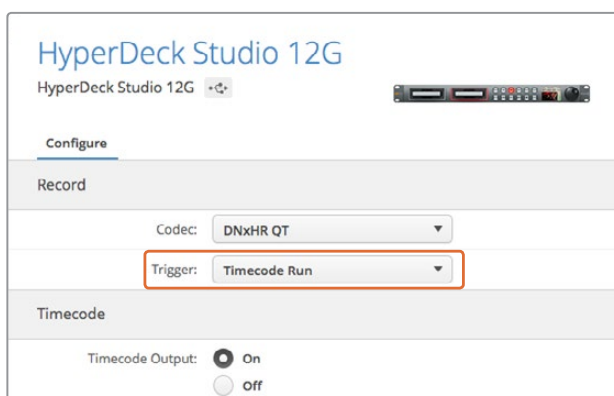 HyperDeck Studio 12G
HyperDeck Studio 12G
Configure
Record
Codec: DNxHR QT
Trigger: Timecode Run
Timecode
Timecode Output: On
Off